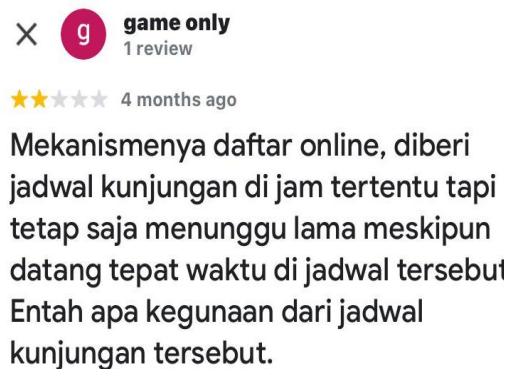 game only
1 review
4 months ago
Mekanismenya daftar online, diberi
jadwal kunjungan di jam tertentu tapi
tetap saja menunggu lama meskipun
datang tepat waktu di jadwal tersebut
Entah apa kegunaan dari jadwal
kunjungan tersebut.